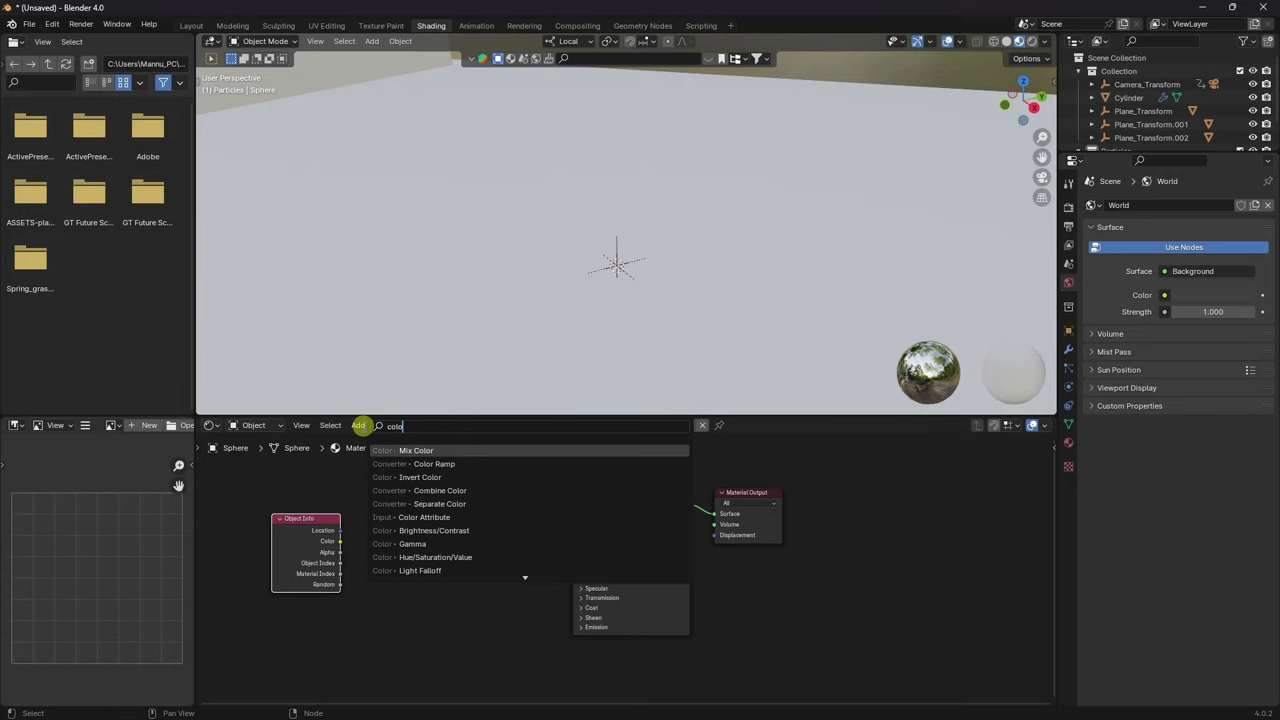 * (Unsaved) - Blender 4.0
File Edit Render Window Help
Layout Modeling Sculpting UV Editing Texture Paint Shading Animation Rendering Compositing Geometry Nodes Scripting +
Scene
ViewLayer
View Select
Object Mode View Select Add Object
Local
C:\Users\Mannu_PC\...
Options
User Perspective
(1) Particles | Sphere
ActivePrese...
ActivePrese...
Adobe
ASSETS-pla...
GT Future Sc...
GT Future Sc...
Spring_gras...
Z
Y
X
Scene Collection
Collection
Camera_Transform
Cylinder
Plane_Transform
Plane_Transform.001
Plane_Transform.002
Scene > World
World
Surface
Use Nodes
Surface Background
Color
Strength 1.000
Volume
Mist Pass
Sun Position
Viewport Display
Custom Properties
View + New Ope
Object View Select Add colo
Sphere > Sphere > Mater
Color Mix Color
Converter Color Ramp
Color Invert Color
Converter Combine Color
Converter Separate Color
Input Color Attribute
Color Brightness/Contrast
Color Gamma
Color Hue/Saturation/Value
Color Light Falloff
Object Info
Location
Color
Alpha
Object Index
Material Index
Random
Specular
Transmission
Coat
Sheen
Emission
Material Output
All
Surface
Volume
Displacement
Select Pan View Node 4.0.2